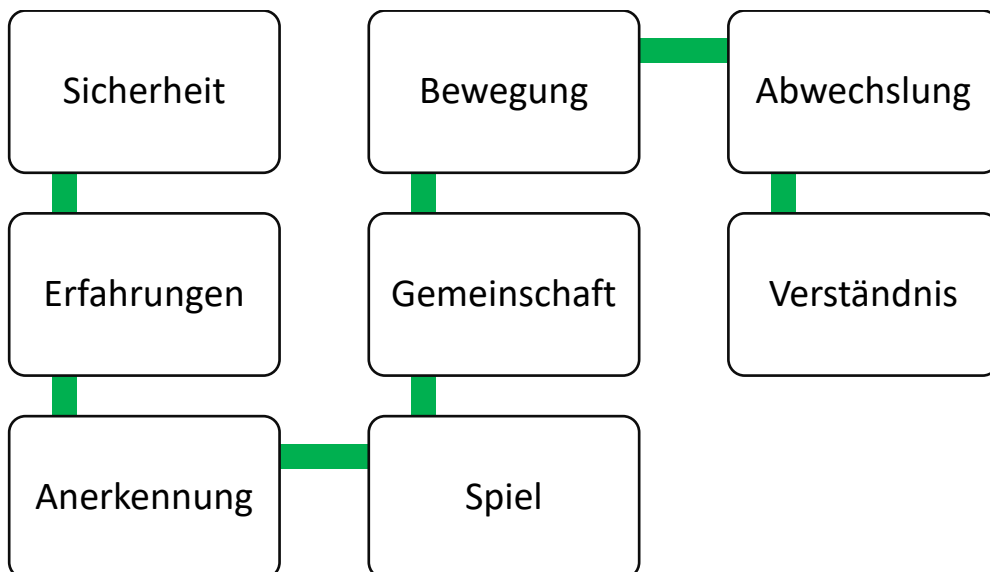 Sicherheit
Erfahrungen
Anerkennung
Spiel
Gemeinschaft
Bewegung
Abwechslung
Verständnis